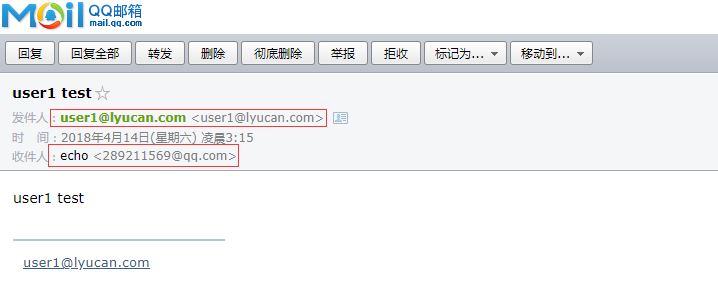 Mail QQ邮箱
mail.qq.com
回复 回复全部 转发 删除 彻底删除 举报 拒收 标记为... 移动到...
user1 test
发件人：user1@lyucan.com <user1@lyucan.com>
时 间：2018年4月14日(星期六) 凌晨3:15
收件人：echo <289211569@qq.com>
user1 test
user1@lyucan.com